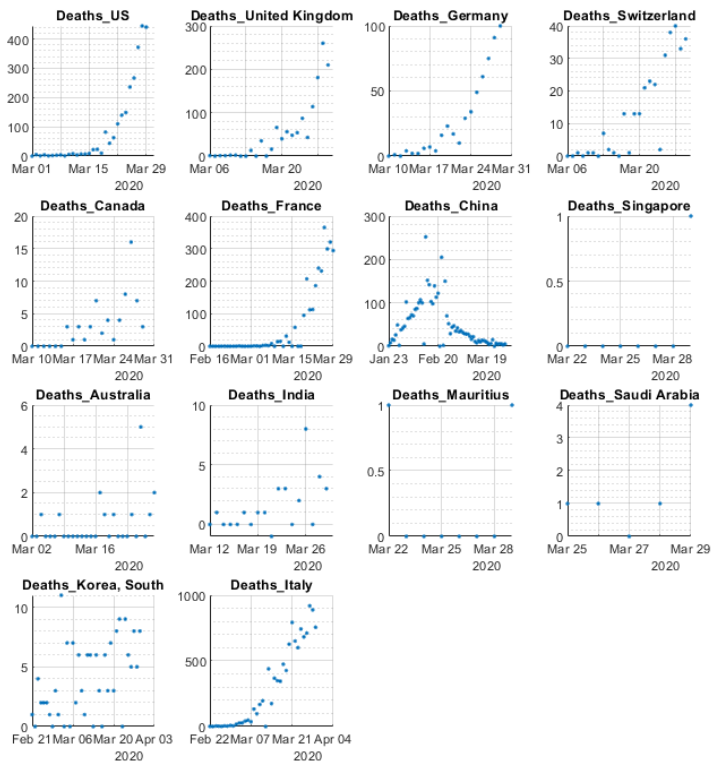 Deaths_US
400
300
200
100
0
Mar 01 Mar 15 Mar 29
2020
Deaths_United Kingdom
300
200
100
0
Mar 06 Mar 20
2020
Deaths_Germany
100
50
0
Mar 10 Mar 17 Mar 24 Mar 31
2020
Deaths_Switzerland
40
30
20
10
0
Mar 06 Mar 20
2020
Deaths_Canada
20
15
10
5
0
Mar 10 Mar 17 Mar 24 Mar 31
2020
Deaths_France
400
300
200
100
0
Feb 16 Mar 01 Mar 15 Mar 29
2020
Deaths_China
300
200
100
0
Jan 23 Feb 20 Mar 19
2020
Deaths_Singapore
1
0.5
0
Mar 22 Mar 25 Mar 28
2020
Deaths_Australia
6
4
2
0
Mar 02 Mar 16
2020
Deaths_India
10
5
0
Mar 12 Mar 19 Mar 26
2020
Deaths_Mauritius
1
0.5
0
Mar 22 Mar 25 Mar 28
2020
Deaths_Saudi Arabia
4
3
2
1
0
Mar 25 Mar 27 Mar 29
2020
Deaths_Korea, South
10
5
0
Feb 21 Mar 06 Mar 20 Apr 03
2020
Deaths_Italy
1000
500
0
Feb 22 Mar 07 Mar 21 Apr 04
2020